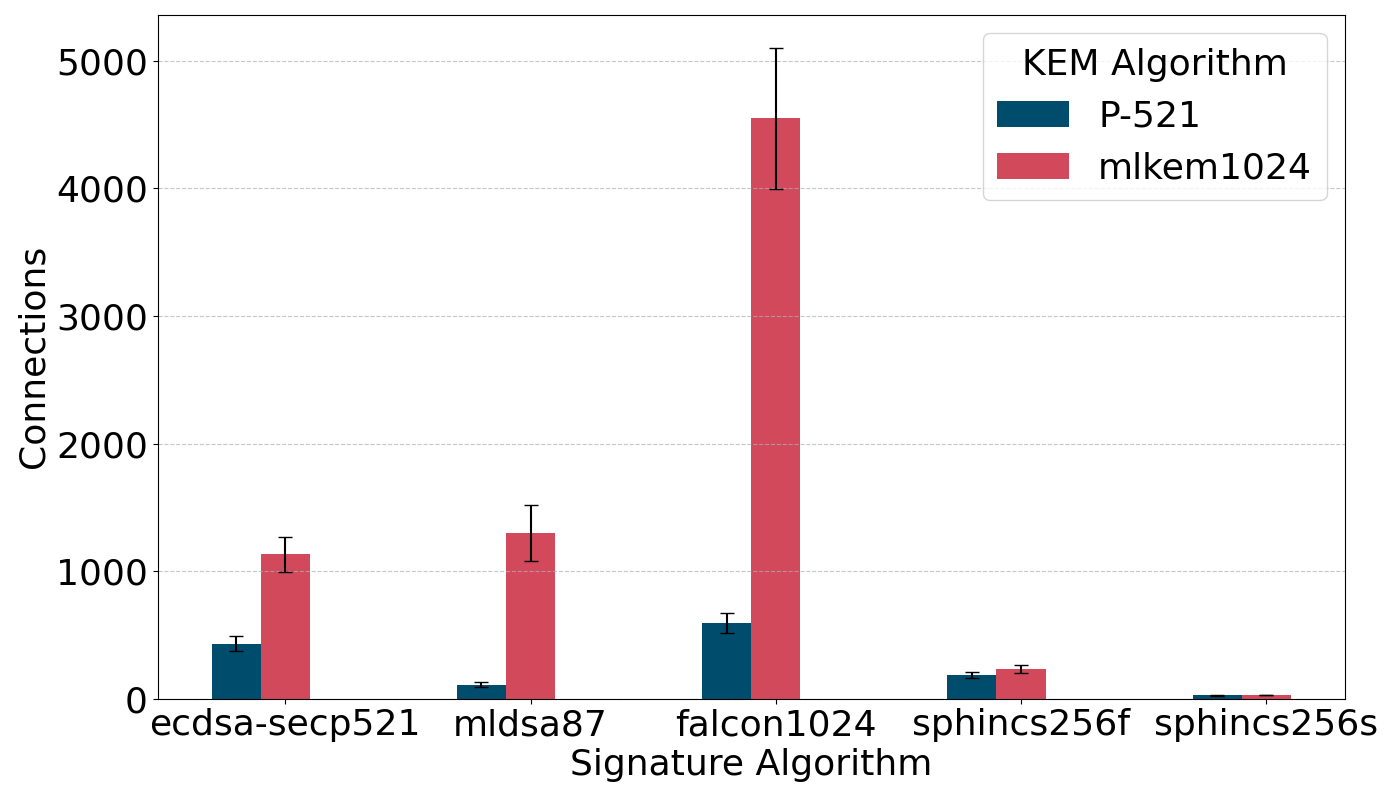 5000
4000
3000
2000
1000
0
Connections
KEM Algorithm
P-521
mlkem1024
ecdsa-secp521 mldsa87 falcon1024 sphincs256f sphincs256s
Signature Algorithm